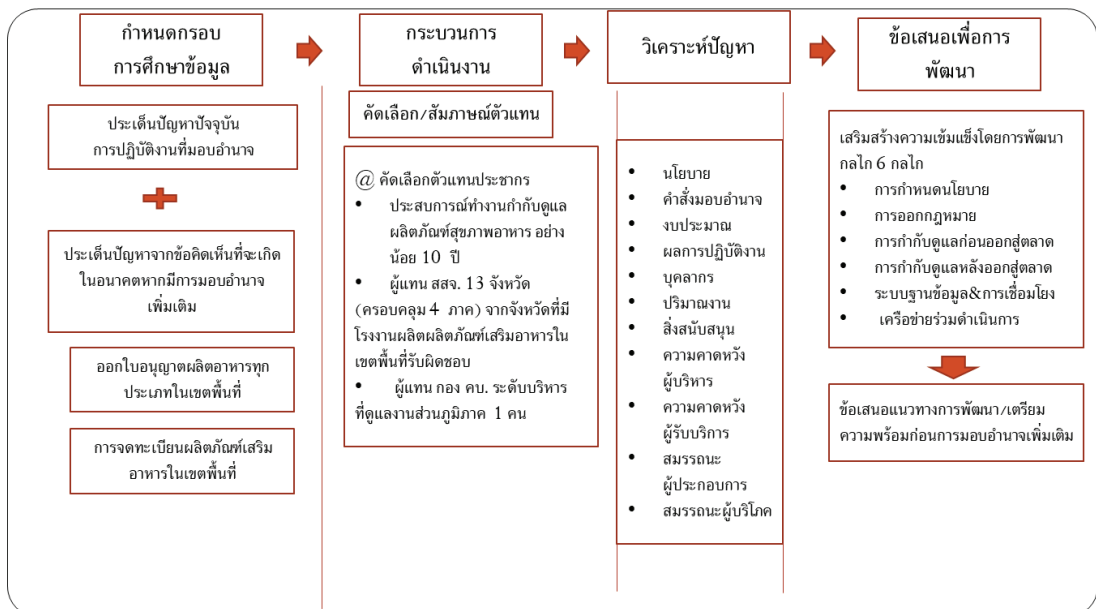 กำหนดกรอบ
การศึกษาข้อมูล
ประเด็นปัญหาปัจจุบัน
การปฏิบัติงานที่มอบอำนาจ
ประเด็นปัญหาจากข้อคิดเห็นที่จะเกิด
ในอนาคตหากมีการมอบอำนาจ
เพิ่มเติม
ออกใบอนุญาตผลิตอาหารทุก
ประเภทในเขตพื้นที่
การจดทะเบียนผลิตภัณฑ์เสริม
อาหารในเขตพื้นที่
กระบวนการ
ดำเนินงาน
คัดเลือก/สัมภาษณ์ตัวแทน
@ คัดเลือกตัวแทนประชากร
• ประสบการณ์ทำงานกำกับดูแล
ผลิตภัณฑ์สุขภาพอาหาร อย่าง
น้อย 10 ปี
• ผู้แทน สสจ. 13 จังหวัด
(ครอบคลุม 4 ภาค) จากจังหวัดที่มี
โรงงานผลิตผลิตภัณฑ์เสริมอาหารใน
เขตพื้นที่รับผิดชอบ
• ผู้แทน กอง คบ. ระดับบริหาร
ที่ดูแลงานส่วนภูมิภาค 1 คน
วิเคราะห์ปัญหา
• นโยบาย
• คำสั่งมอบอำนาจ
• งบประมาณ
• ผลการปฏิบัติงาน
• บุคลากร
• ปริมาณงาน
• สิ่งสนับสนุน
• ความคาดหวัง
ผู้บริหาร
• ความคาดหวัง
ผู้รับบริการ
• สมรรถนะ
ผู้ประกอบการ
• สมรรถนะผู้บริโภค
ข้อเสนอเพื่อการ
พัฒนา
เสริมสร้างความเข้มแข็งโดยการพัฒนา
กลไก 6 กลไก
• การกำหนดนโยบาย
• การออกกฎหมาย
• การกำกับดูแลก่อนออกสู่ตลาด
• การกำกับดูแลหลังออกสู่ตลาด
• ระบบฐานข้อมูล&การเชื่อมโยง
• เครือข่ายร่วมดำเนินการ
ข้อเสนอแนวทางการพัฒนา/เตรียม
ความพร้อมก่อนการมอบอำนาจเพิ่มเติม